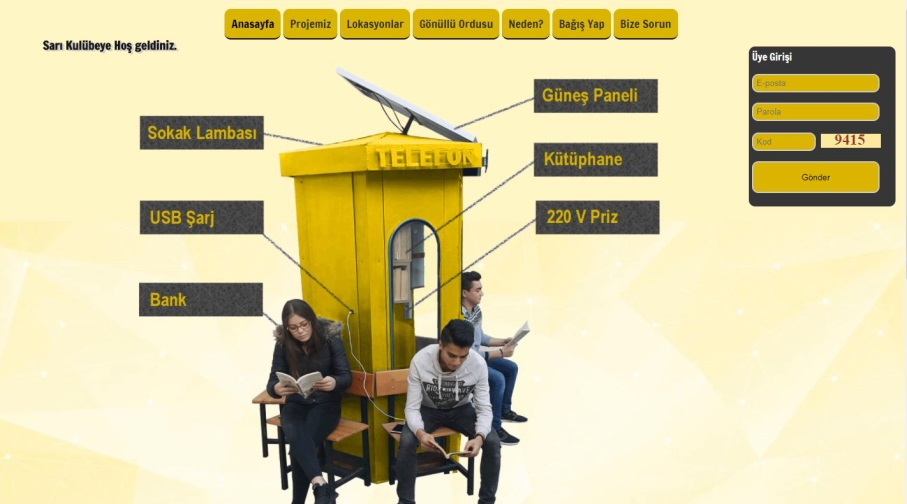 Anasayfa
Projemiz
Lokasyonlar
Gönüllü Ordusu
Neden?
Bağış Yap
Bize Sorun
Sarı Kulübeye Hoş geldiniz.
Üye Girişi
E-posta
Parola
Kod
9415
Gönder
Güneş Paneli
Sokak Lambası
TELEFON
Kütüphane
USB Şarj
220 V Priz
Bank